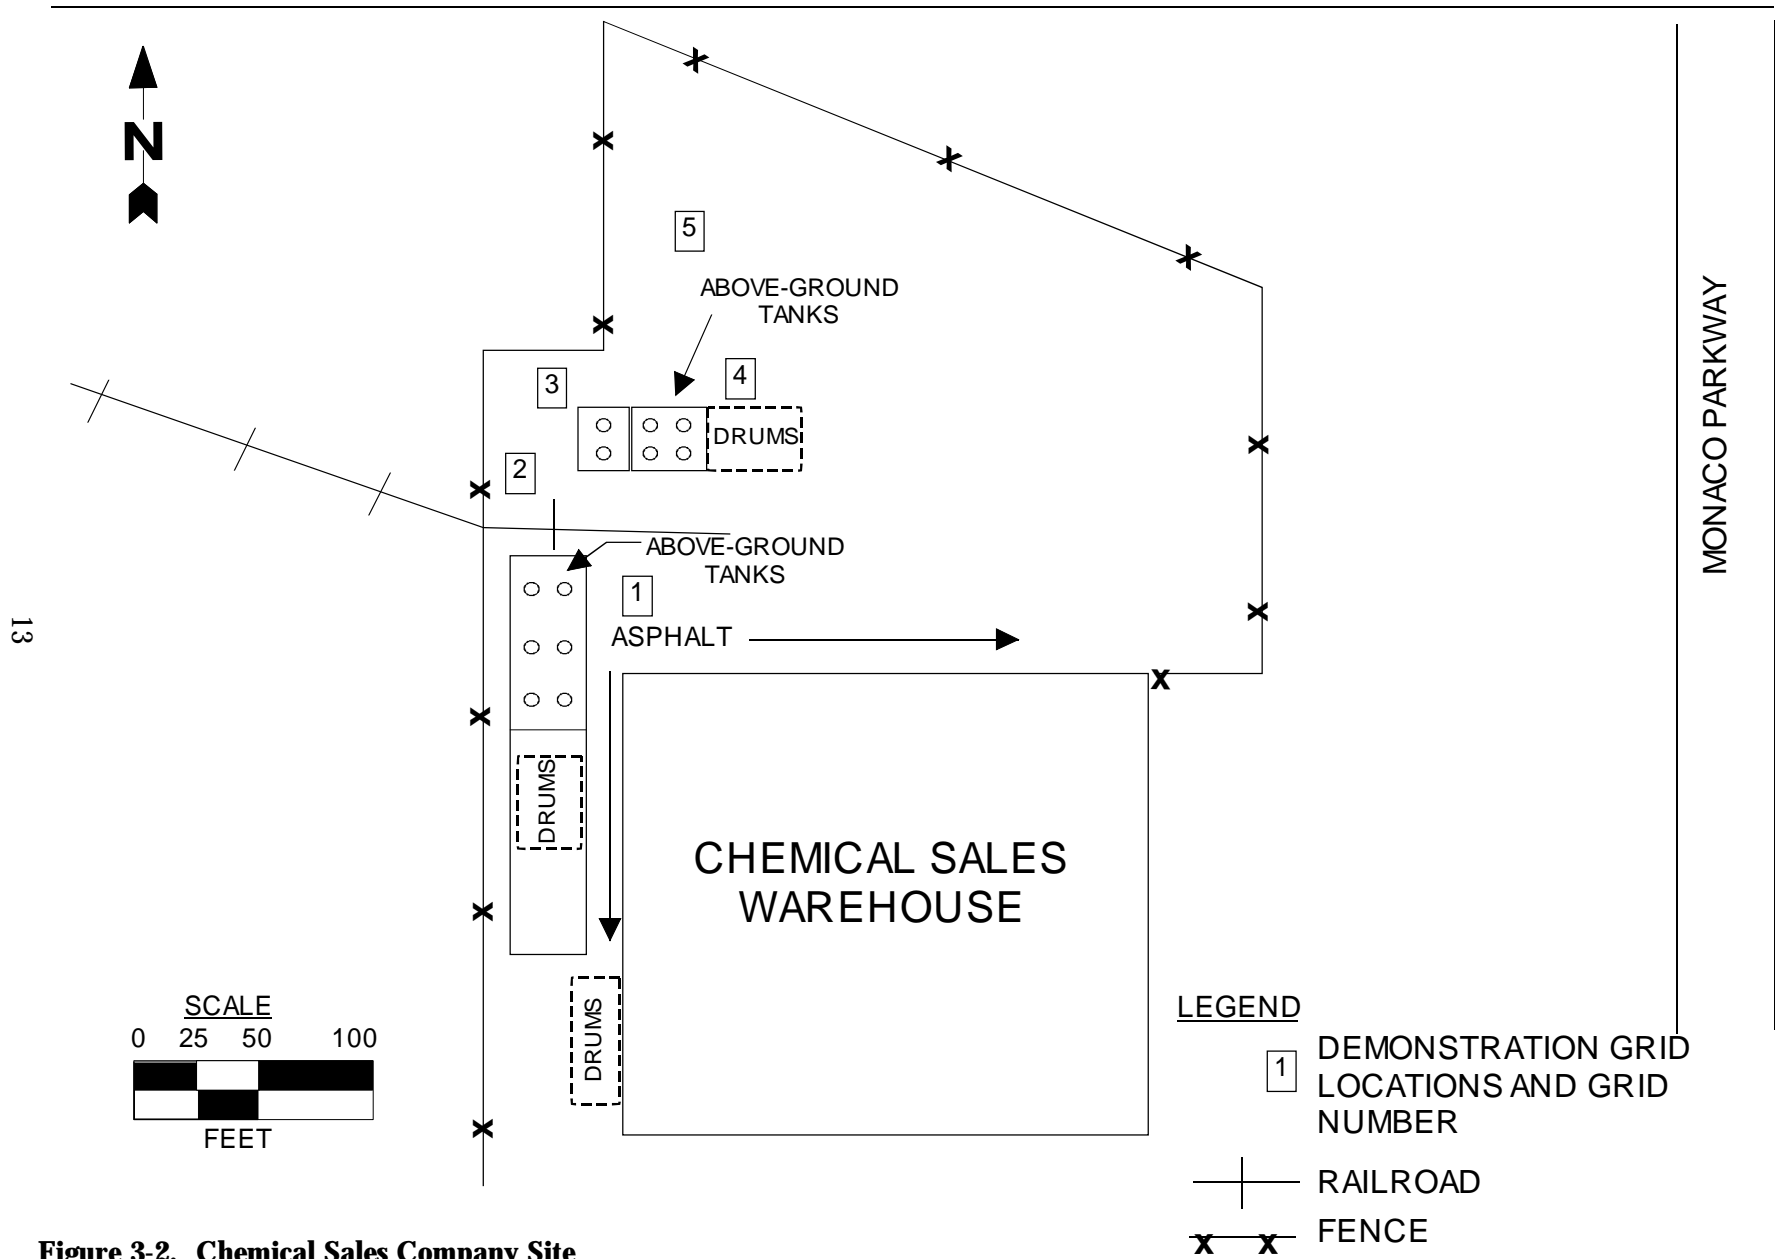 N
5
ABOVE-GROUND
TANKS
3
4
DRUMS
2
ABOVE-GROUND
TANKS
1
ASPHALT
MONACO PARKWAY
13
DRUMS
CHEMICAL SALES
WAREHOUSE
DRUMS
SCALE
0 25 50 100
FEET
LEGEND
1 DEMONSTRATION GRID
LOCATIONS AND GRID
NUMBER
RAILROAD
X X FENCE
Figure 3-2. Chemical Sales Company Site